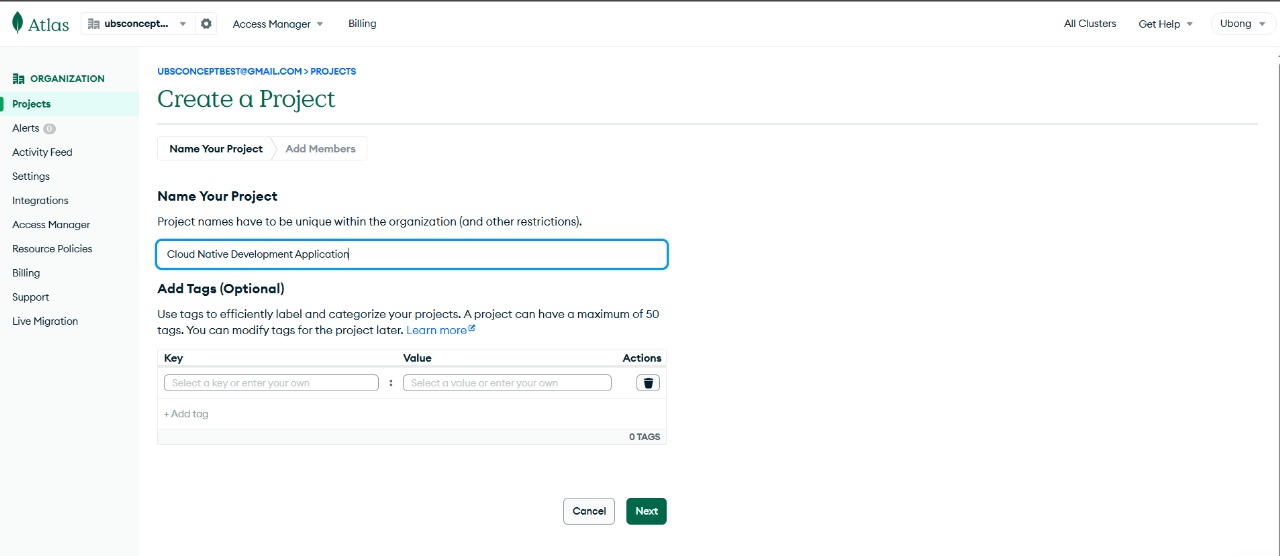 Atlas
ubsconcept...
Access Manager
Billing
All Clusters
Get Help
Ubong
ORGANIZATION
Projects
Alerts 0
Activity Feed
Settings
Integrations
Access Manager
Resource Policies
Billing
Support
Live Migration
UBSCONCEPTBEST@GMAIL.COM > PROJECTS
Create a Project
Name Your Project
Add Members
Name Your Project
Project names have to be unique within the organization (and other restrictions).
Cloud Native Development Application
Add Tags (Optional)
Use tags to efficiently label and categorize your projects. A project can have a maximum of 50
tags. You can modify tags for the project later. Learn more
Key Value Actions
Select a key or enter your own : Select a value or enter your own
+ Add tag
0 TAGS
Cancel
Next